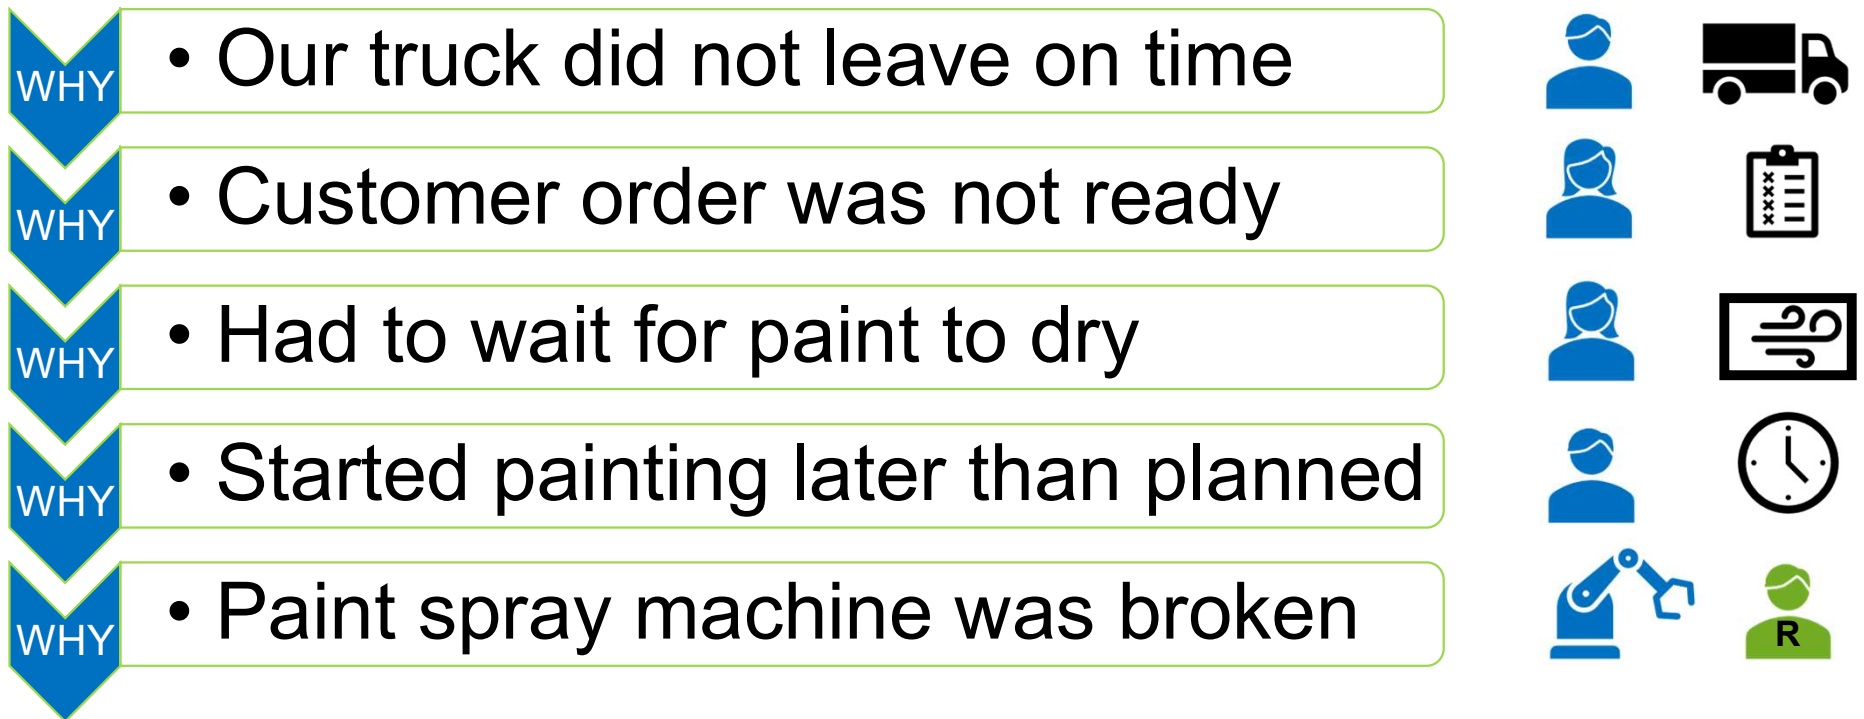 WHY
• Our truck did not leave on time
WHY
• Customer order was not ready
WHY
• Had to wait for paint to dry
WHY
• Started painting later than planned
WHY
• Paint spray machine was broken
R